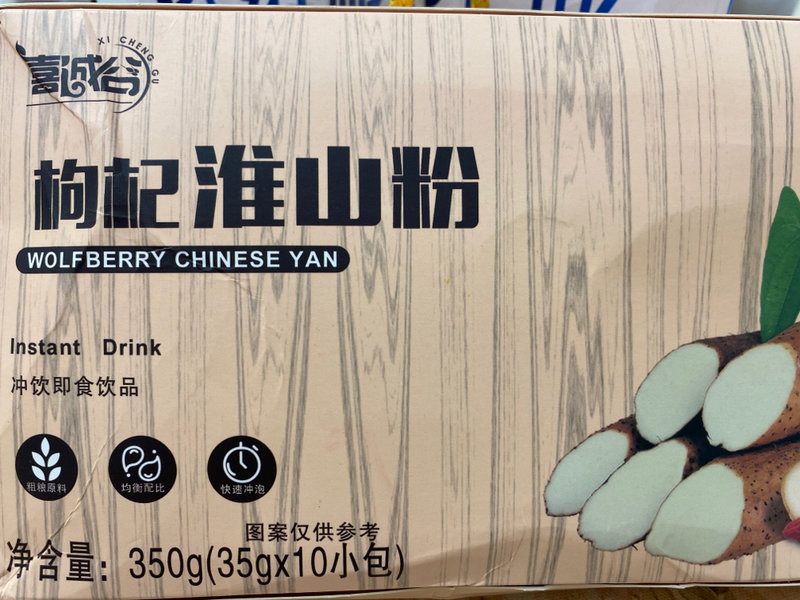 XI CHENG GU
喜诚谷
枸杞淮山粉
WOLFBERRY CHINESE YAN
Instant Drink
冲饮即食饮品
粗粮原料 均衡配比 快速冲泡
图案仅供参考
净含量：350g(35gx10小包)